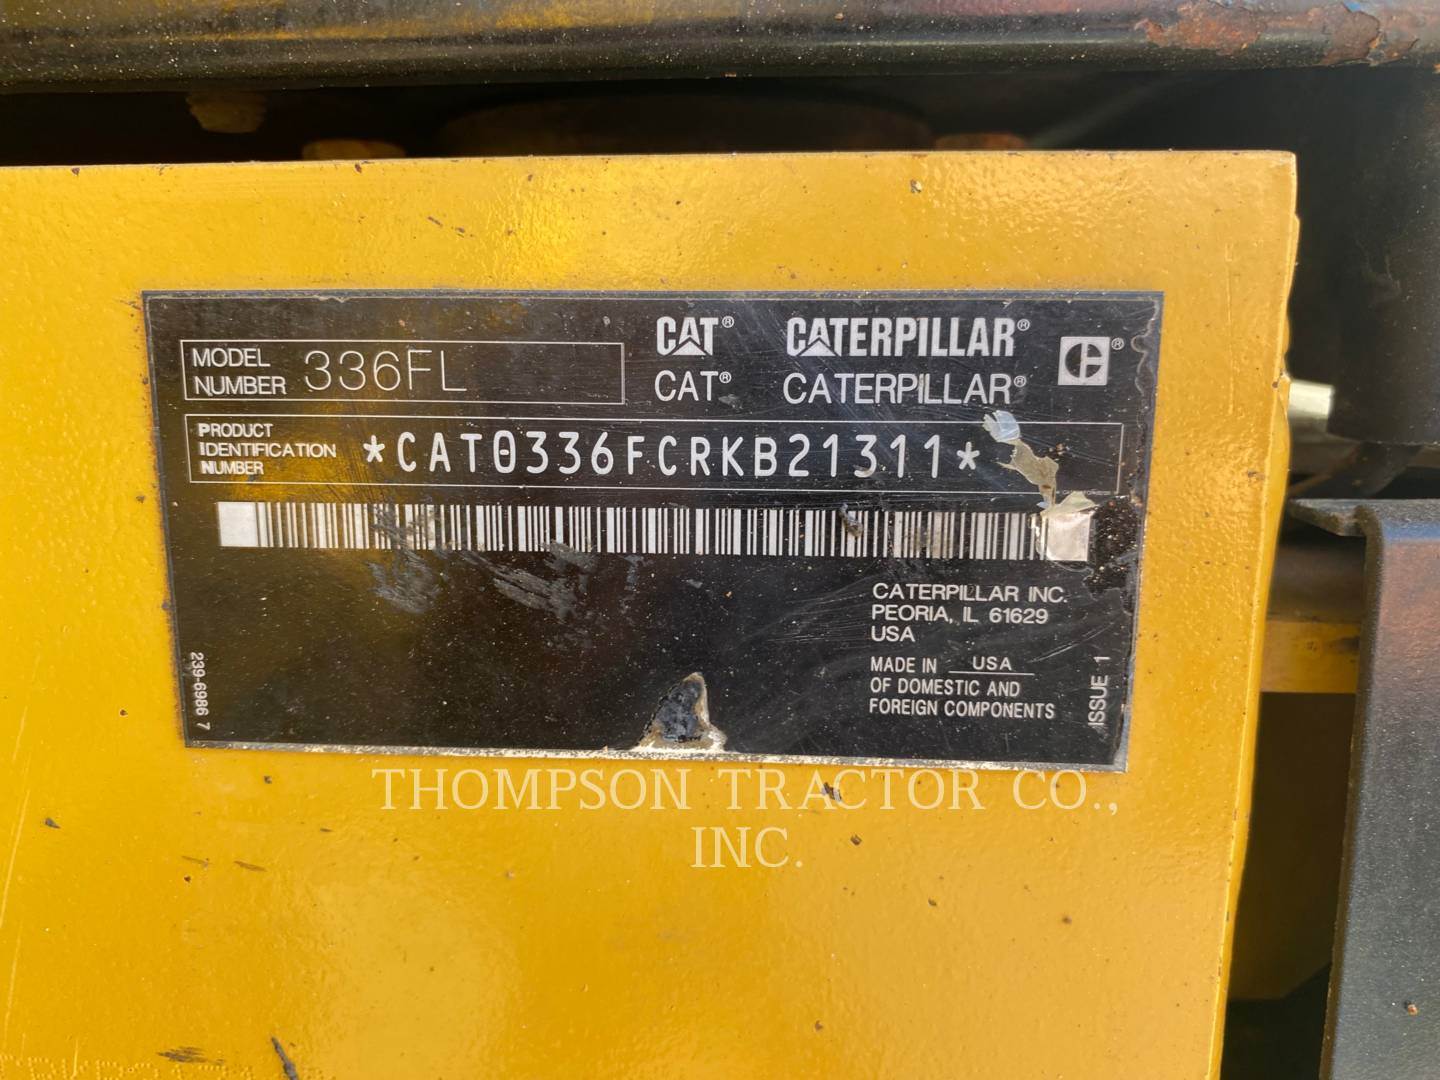 MODEL NUMBER 336FL
CAT® CATERPILLAR® ®
CAT® CATERPILLAR®
PRODUCT IDENTIFICATION NUMBER *CAT0336FCRKB21311*
CATERPILLAR INC.
PEORIA, IL 61629
USA
MADE IN USA
OF DOMESTIC AND
FOREIGN COMPONENTS
ISSUE 1
239-6986 7
THOMPSON TRACTOR CO.,
INC.